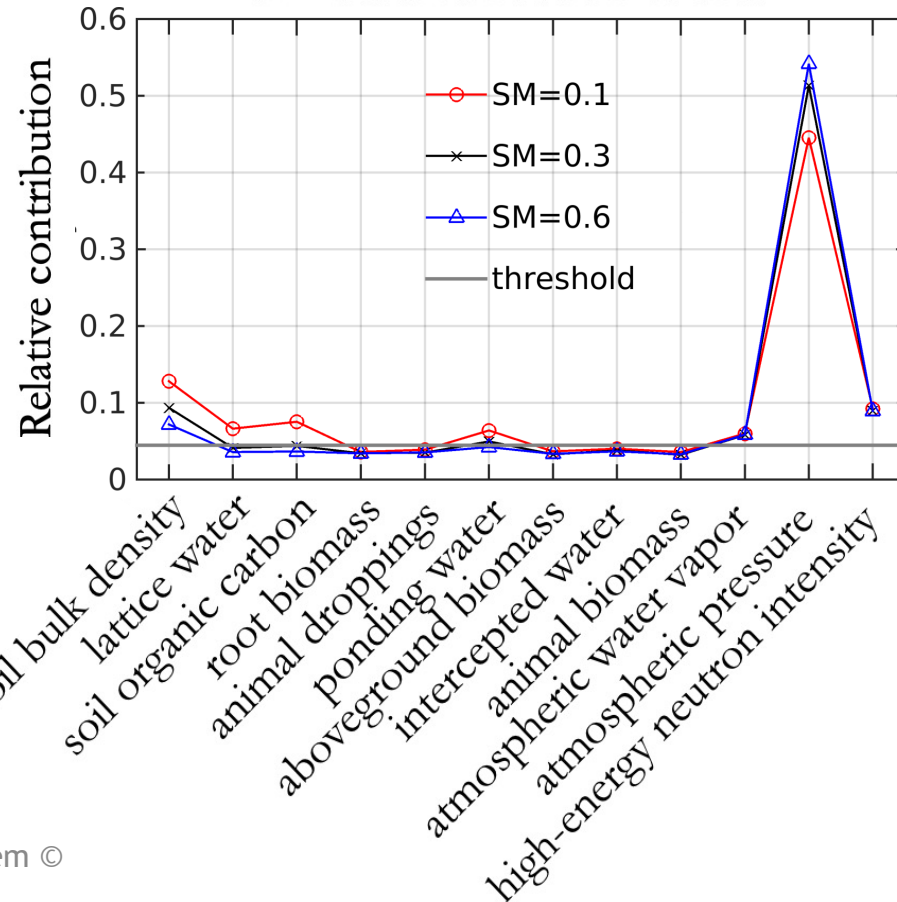 0.6
0.5
0.4
0.3
0.2
0.1
0
Relative contribution
SM=0.1
SM=0.3
SM=0.6
threshold
bulk density
lattice water
soil organic carbon
root biomass
animal droppings
ponding water
aboveground biomass
intercepted water
animal biomass
atmospheric water vapor
atmospheric pressure
high-energy neutron intensity
©